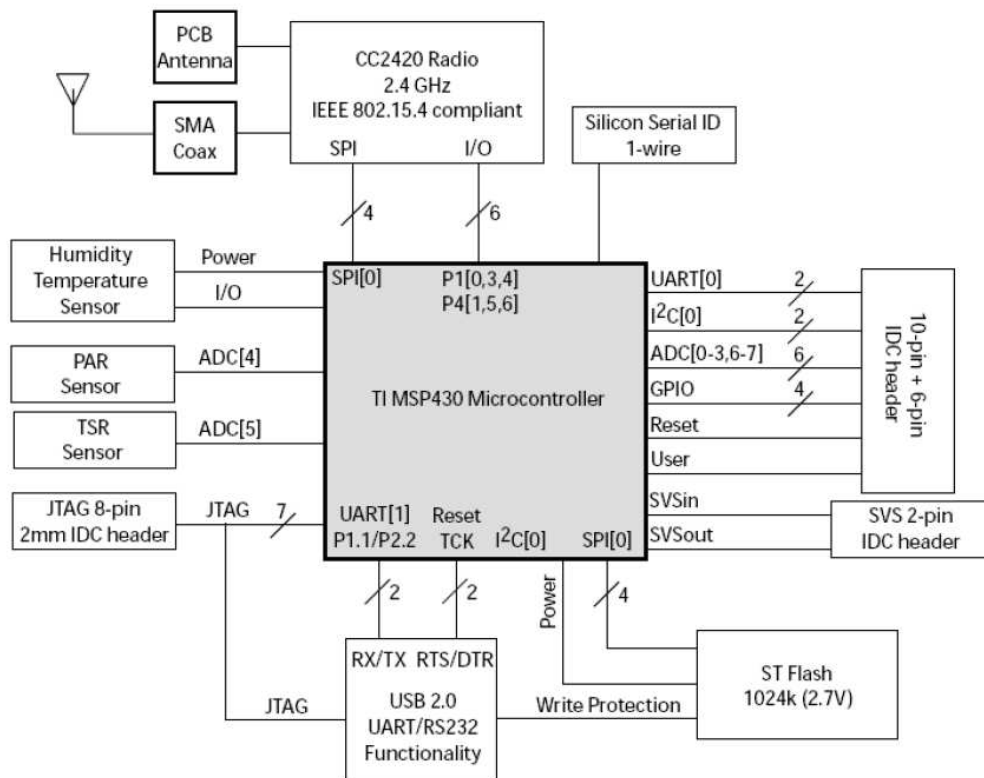 PCB
Antenna
CC2420 Radio
2.4 GHz
IEEE 802.15.4 compliant
SPI
I/O
SMA
Coax
Silicon Serial ID
1-wire
4
6
Humidity
Temperature
Sensor
Power
I/O
SPI[0]
P1[0,3,4]
P4[1,5,6]
UART[0]
2
I²C[0]
2
ADC[0-3,6-7]
6
GPIO
4
Reset
User
10-pin + 6-pin
IDC header
PAR
Sensor
ADC[4]
TI MSP430 Microcontroller
TSR
Sensor
ADC[5]
JTAG 8-pin
2mm IDC header
JTAG
7
UART[1]
P1.1/P2.2
Reset
TCK
I²C[0]
SPI[0]
SVSin
SVSout
SVS 2-pin
IDC header
2
2
Power
4
RX/TX
RTS/DTR
USB 2.0
UART/RS232
Functionality
JTAG
Write Protection
ST Flash
1024k (2.7V)